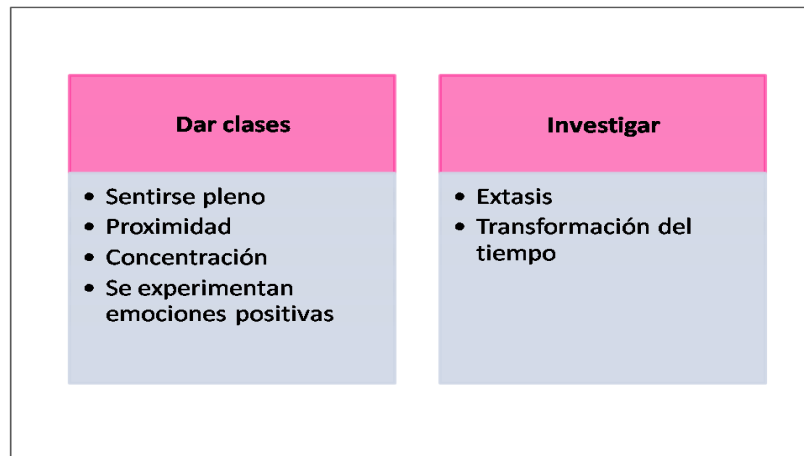 Dar clases
• Sentirse pleno
• Proximidad
• Concentración
• Se experimentan
emociones positivas
Investigar
• Extasis
• Transformación del
tiempo